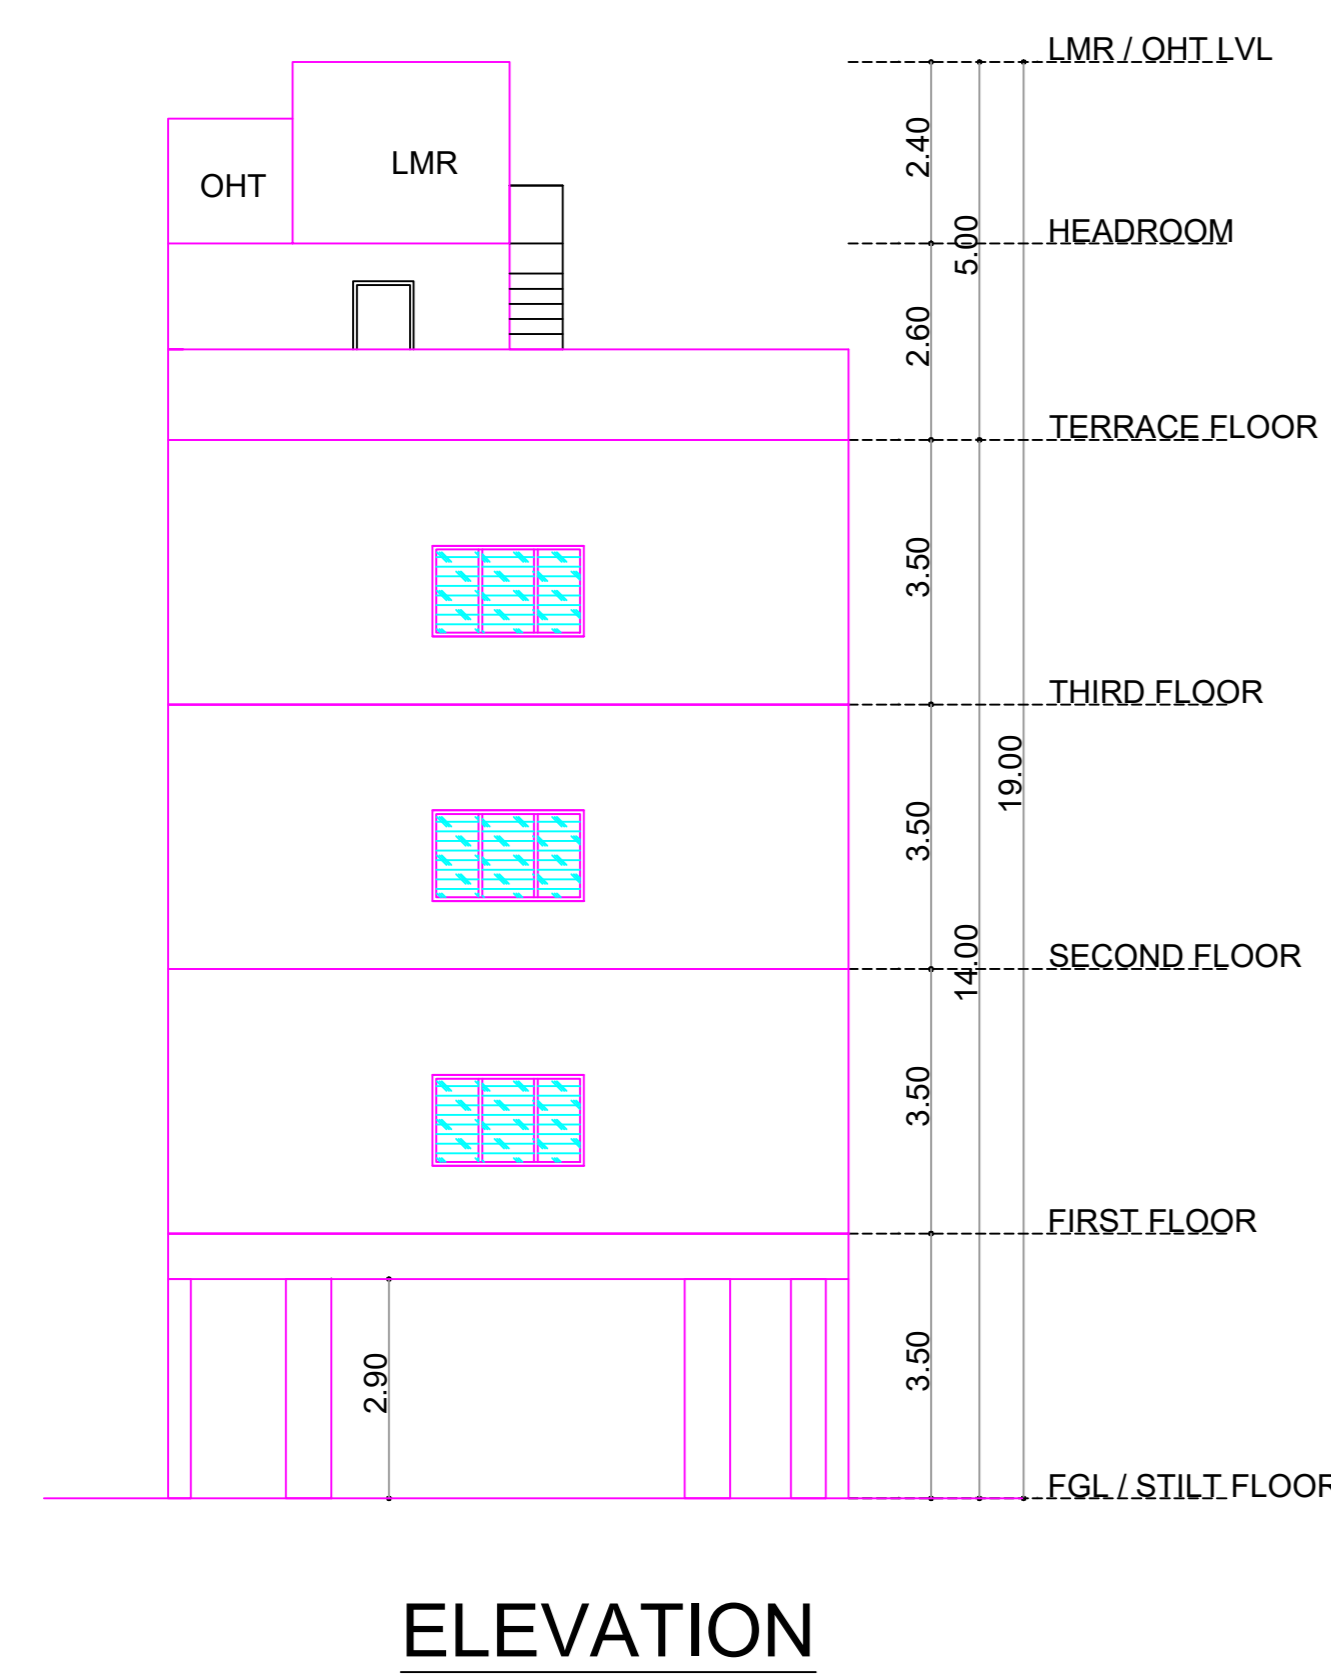 LMR / OHT LVL
2.40
LMR
OHT
5.00
HEADROOM
2.60
TERRACE FLOOR
3.50
THIRD FLOOR
19.00
3.50
14.00
SECOND FLOOR
3.50
FIRST FLOOR
3.50
2.90
FGL / STILT FLOOR
ELEVATION